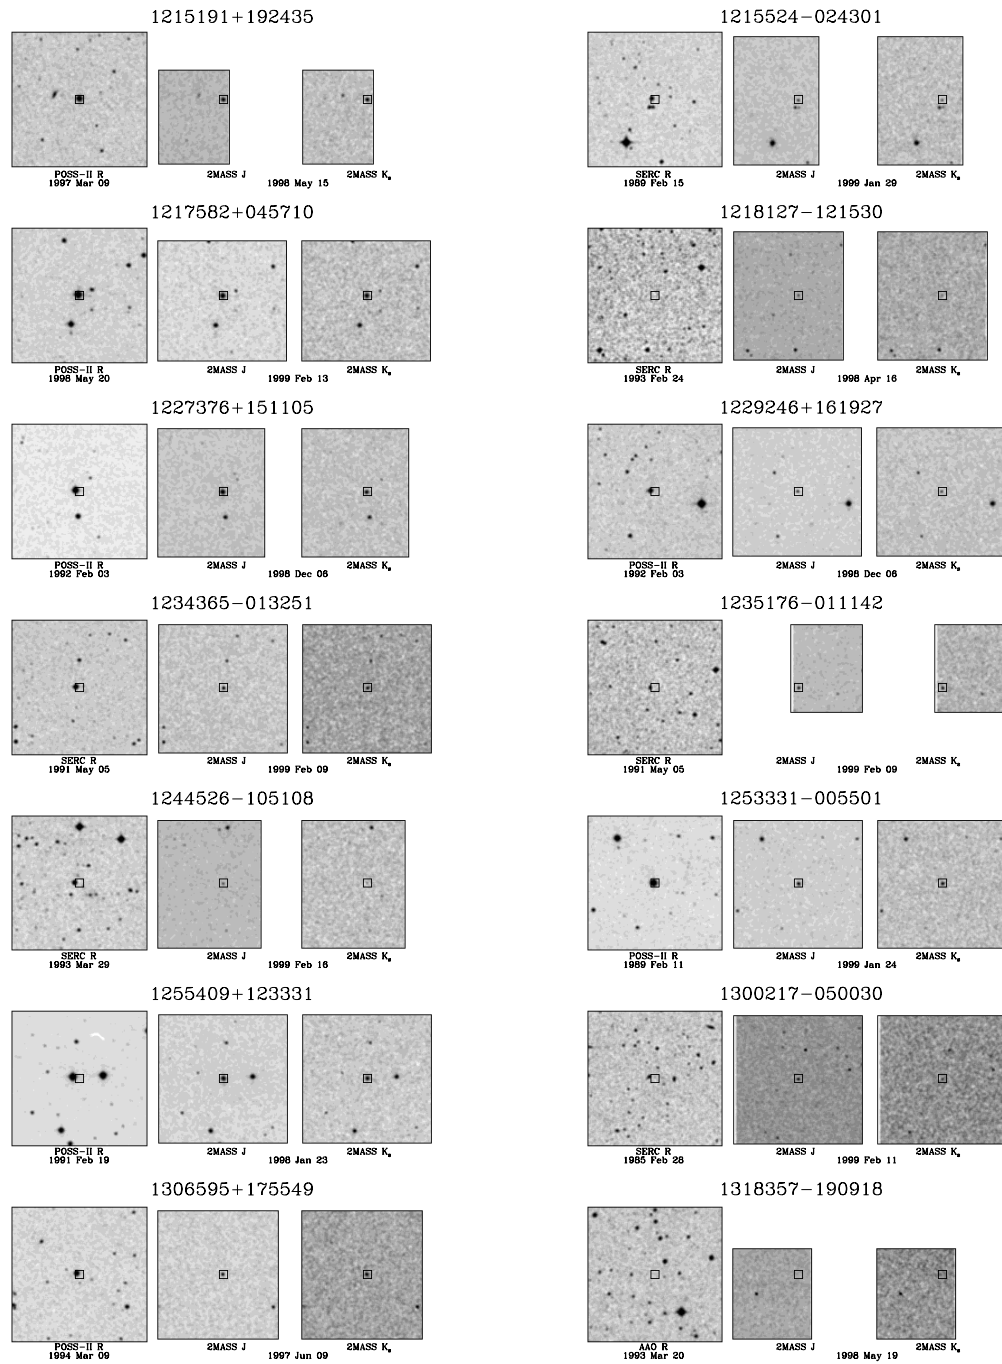 1215191+192435
1215524−024301
POSS-II R
1997 Mar 09
2MASS J
1998 May 15
2MASS Ks
SERC R
1989 Feb 15
2MASS J
1999 Jan 29
2MASS Ks
1217582+045710
1218127−121530
POSS-II R
1998 May 20
2MASS J
1999 Feb 13
2MASS Ks
SERC R
1993 Feb 24
2MASS J
1998 Apr 16
2MASS Ks
1227376+151105
1229246+161927
POSS-II R
1992 Feb 03
2MASS J
1998 Dec 06
2MASS Ks
POSS-II R
1992 Feb 03
2MASS J
1998 Dec 06
2MASS Ks
1234365−013251
1235176−011142
SERC R
1991 May 05
2MASS J
1999 Feb 09
2MASS Ks
SERC R
1991 May 05
2MASS J
1999 Feb 09
2MASS Ks
1244526−105108
1253331−005501
SERC R
1993 Mar 29
2MASS J
1999 Feb 16
2MASS Ks
POSS-II R
1989 Feb 11
2MASS J
1999 Jan 24
2MASS Ks
1255409+123331
1300217−050030
POSS-II R
1991 Feb 19
2MASS J
1998 Jan 23
2MASS Ks
SERC R
1985 Feb 28
2MASS J
1999 Feb 11
2MASS Ks
1306595+175549
1318357−190918
POSS-II R
1994 Mar 09
2MASS J
1997 Jun 09
2MASS Ks
AAO R
1993 Mar 20
2MASS J
1998 May 19
2MASS Ks